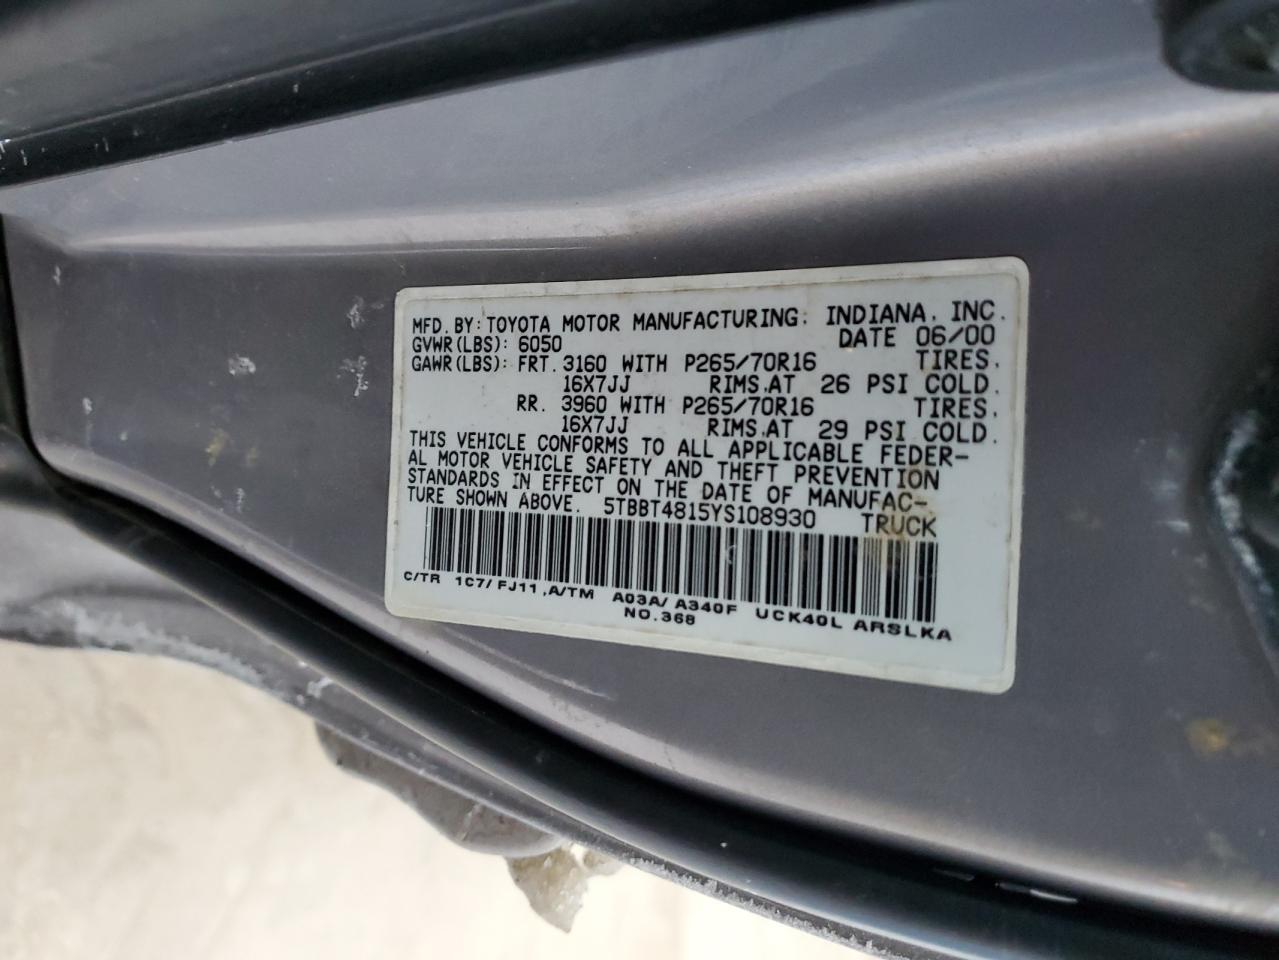 MFD. BY: TOYOTA MOTOR MANUFACTURING, INDIANA, INC.
GVWR(LBS): 6050 DATE 06/00
GAWR(LBS): FRT. 3160 WITH P265/70R16 TIRES,
16X7JJ RIMS,AT 26 PSI COLD.
RR. 3960 WITH P265/70R16 TIRES,
16X7JJ RIMS,AT 29 PSI COLD.
THIS VEHICLE CONFORMS TO ALL APPLICABLE FEDER-
AL MOTOR VEHICLE SAFETY AND THEFT PREVENTION
STANDARDS IN EFFECT ON THE DATE OF MANUFAC-
TURE SHOWN ABOVE. 5TBBT4815YS108930 TRUCK
C/TR 1C7/FJ11,A/TM A03A/A340F UCK40L ARSLKA
NO.368